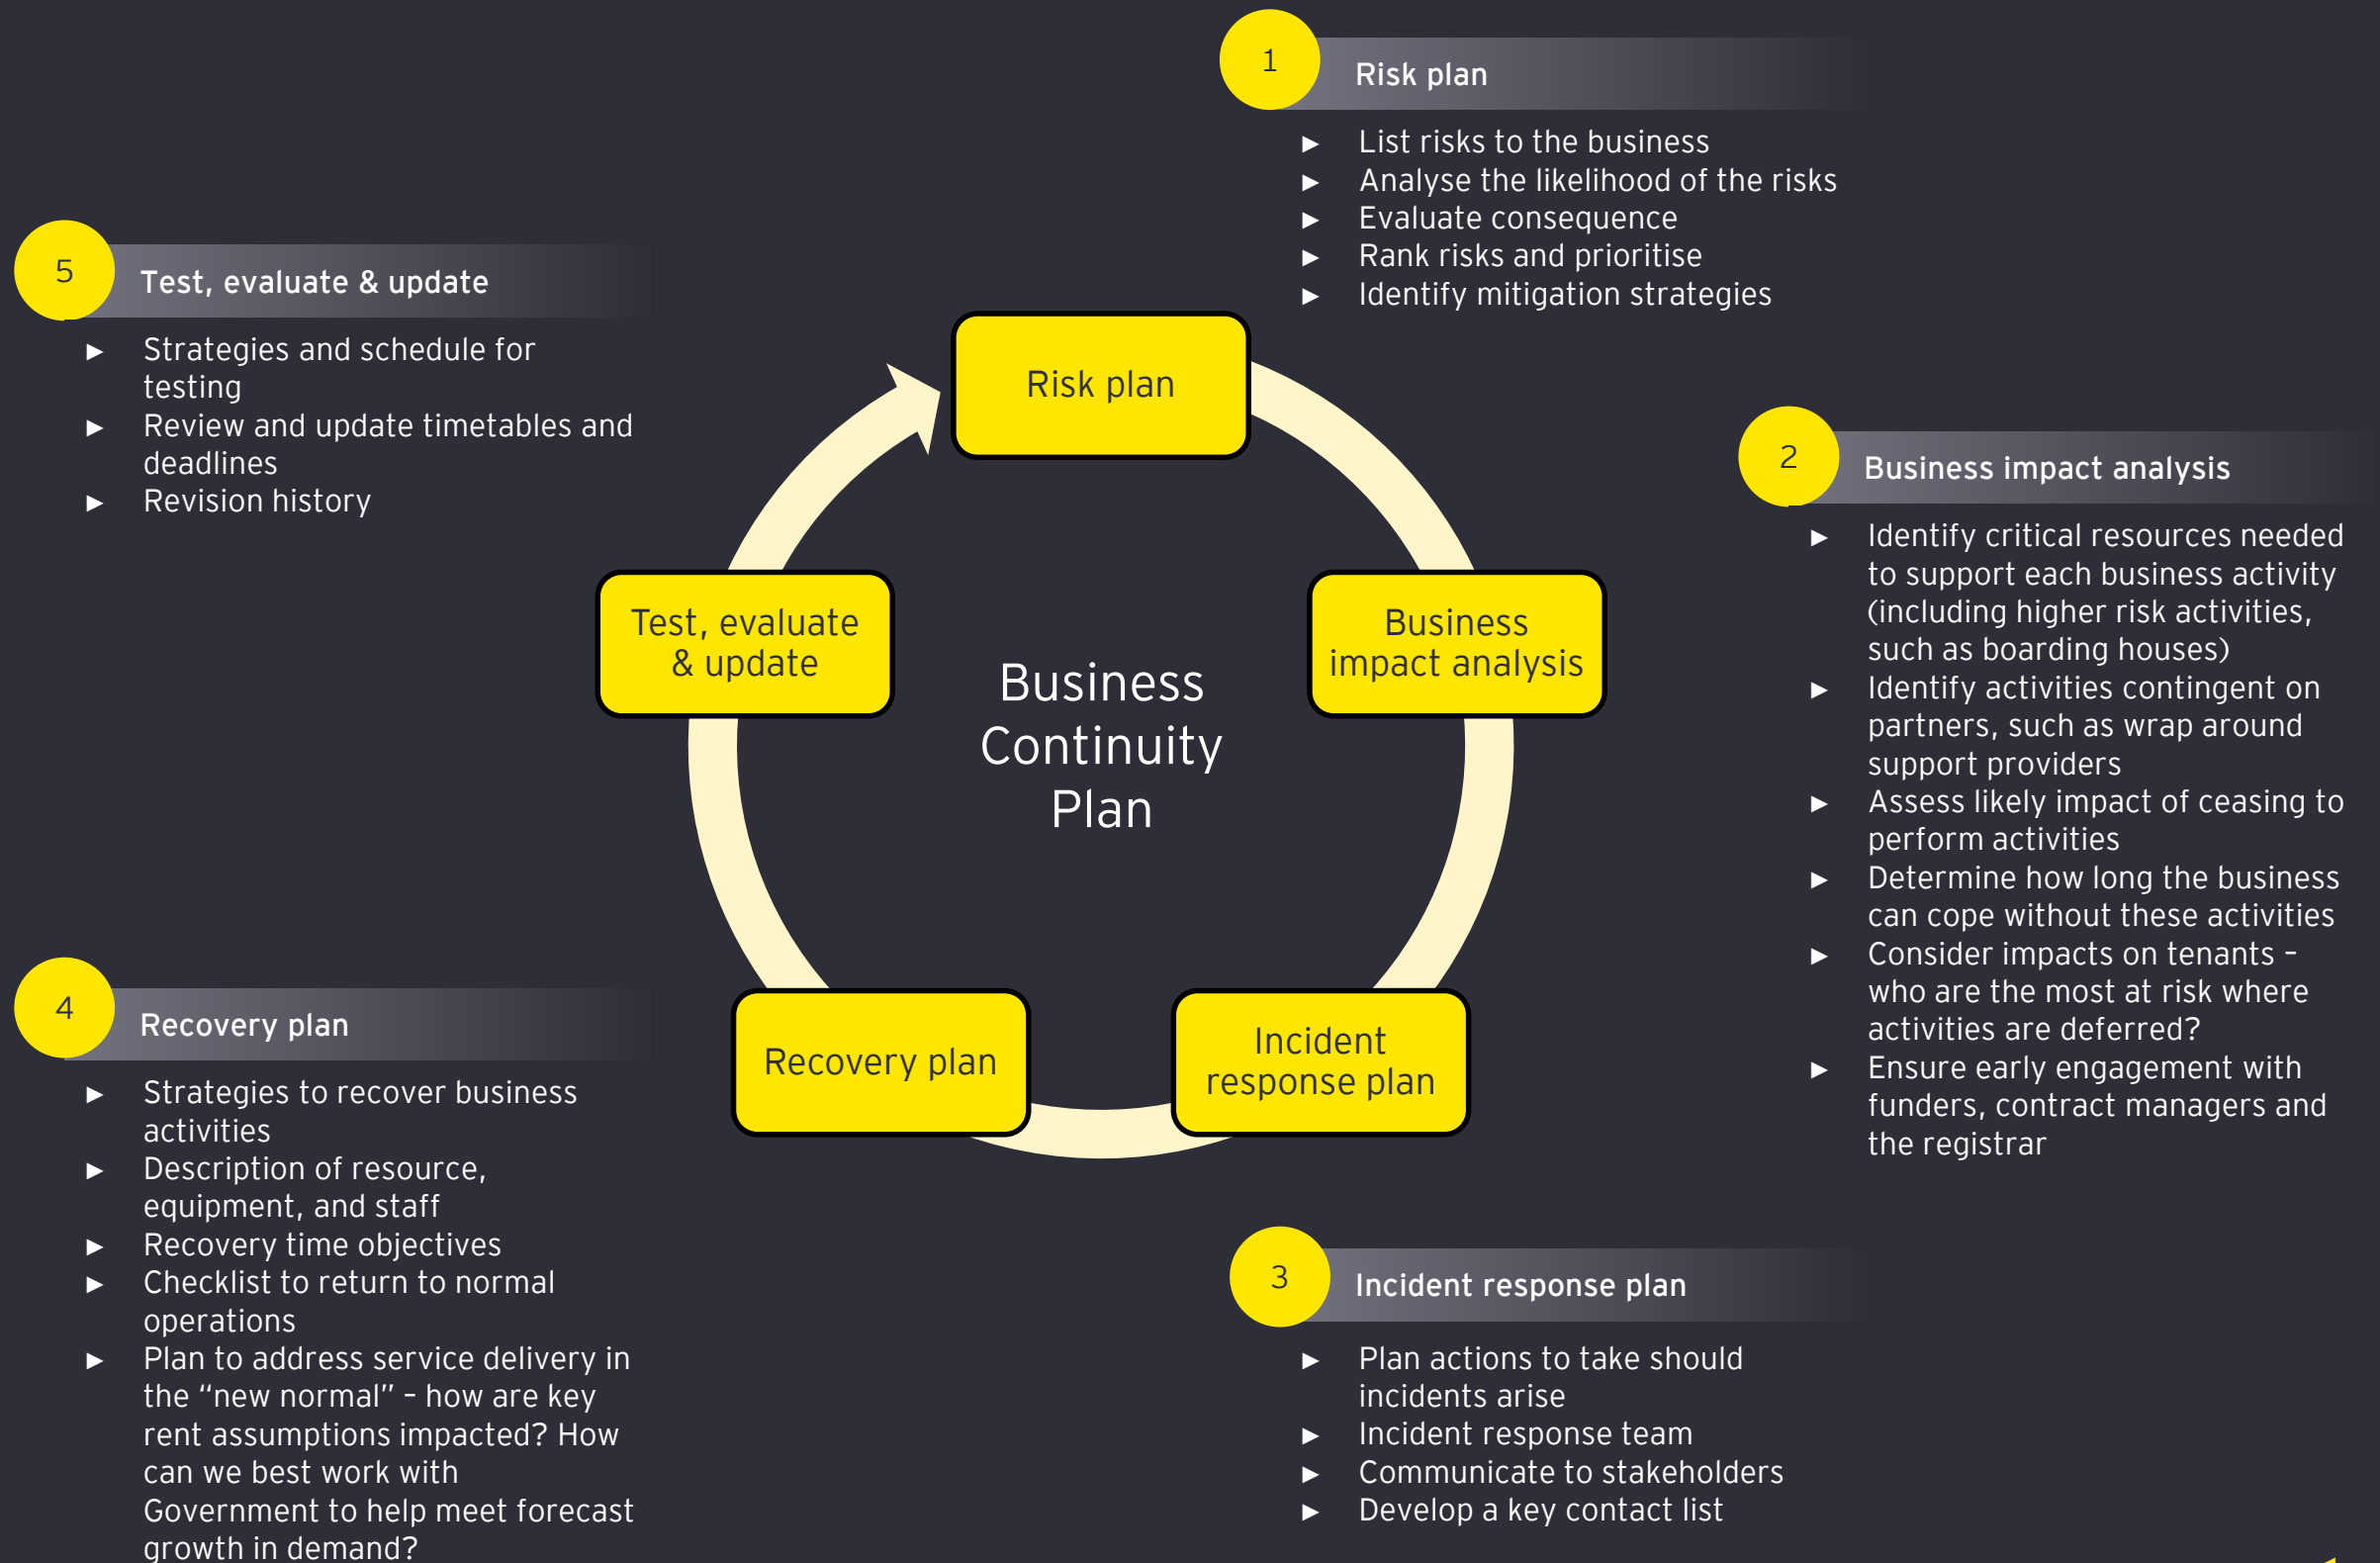 1
Risk plan
► List risks to the business
► Analyse the likelihood of the risks
► Evaluate consequence
► Rank risks and prioritise
► Identify mitigation strategies
2
Business impact analysis
► Identify critical resources needed
to support each business activity
(including higher risk activities,
such as boarding houses)
► Identify activities contingent on
partners, such as wrap around
support providers
► Assess likely impact of ceasing to
perform activities
► Determine how long the business
can cope without these activities
► Consider impacts on tenants –
who are the most at risk where
activities are deferred?
► Ensure early engagement with
funders, contract managers and
the registrar
3
Incident response plan
► Plan actions to take should
incidents arise
► Incident response team
► Communicate to stakeholders
► Develop a key contact list
4
Recovery plan
► Strategies to recover business
activities
► Description of resource,
equipment, and staff
► Recovery time objectives
► Checklist to return to normal
operations
► Plan to address service delivery in
the “new normal” – how are key
rent assumptions impacted? How
can we best work with
Government to help meet forecast
growth in demand?
5
Test, evaluate & update
► Strategies and schedule for
testing
► Review and update timetables and
deadlines
► Revision history
Risk plan
Business
impact analysis
Incident
response plan
Recovery plan
Test, evaluate
& update
Business
Continuity
Plan